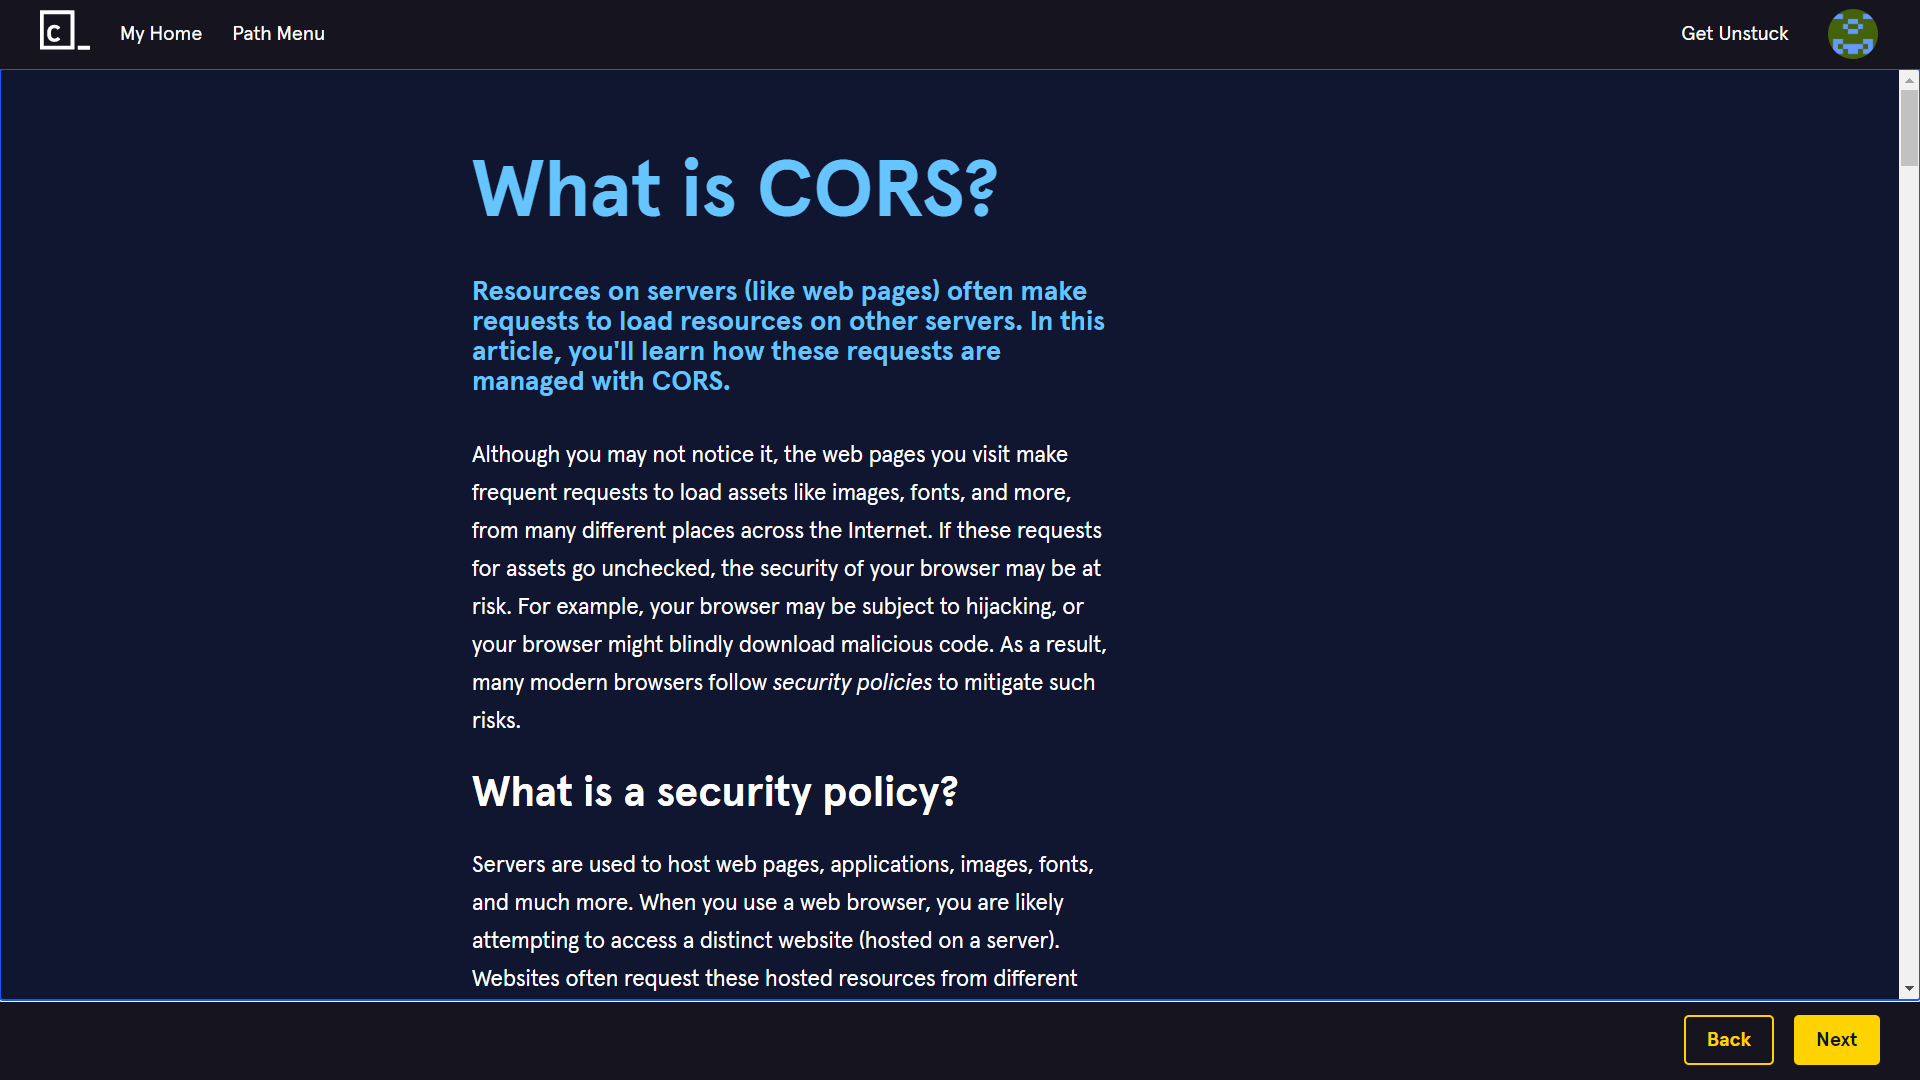 C_
My Home
Path Menu
Get Unstuck
What is CORS?
Resources on servers (like web pages) often make
requests to load resources on other servers. In this
article, you'll learn how these requests are
managed with CORS.
Although you may not notice it, the web pages you visit make
frequent requests to load assets like images, fonts, and more,
from many different places across the Internet. If these requests
for assets go unchecked, the security of your browser may be at
risk. For example, your browser may be subject to hijacking, or
your browser might blindly download malicious code. As a result,
many modern browsers follow security policies to mitigate such
risks.
What is a security policy?
Servers are used to host web pages, applications, images, fonts,
and much more. When you use a web browser, you are likely
attempting to access a distinct website (hosted on a server).
Websites often request these hosted resources from different
Back
Next